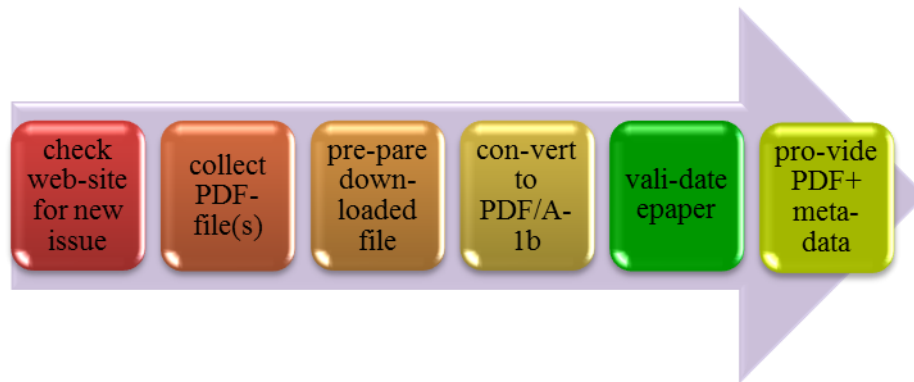 check
web-site
for new
issue
collect
PDF-
file(s)
pre-pare
down-
loaded
file
con-vert
to
PDF/A-
1b
vali-date
epaper
pro-vide
PDF+
meta-
data